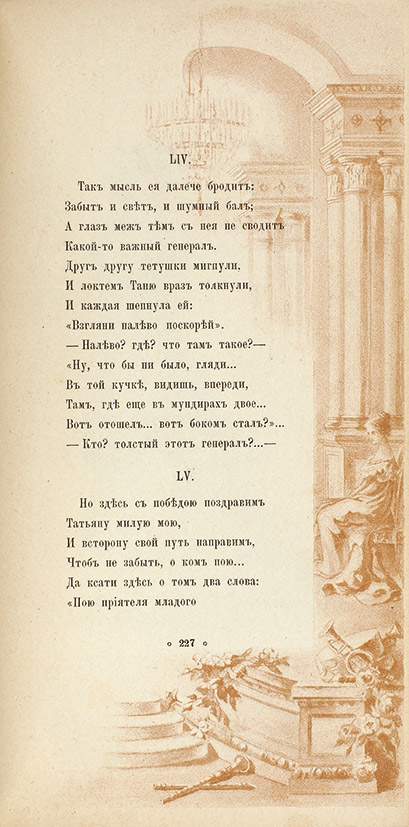 LIV.
Такъ мысль ея далече бродитъ:
Забытъ и свѣтъ, и шумный балъ;
А глазъ межъ тѣмъ съ нея не сводитъ
Какой-то важный генералъ.
Другъ другу тетушки мигнули,
И локтемъ Таню вразъ толкнули,
И каждая шепнула ей:
«Взгляни налѣво поскорѣй».
— Налѣво? гдѣ? что тамъ такое?—
«Ну, что бы ни было, гляди...
Въ той кучкѣ, видишь, впереди,
Тамъ, гдѣ еще въ мундирахъ двое...
Вотъ отошелъ... вотъ бокомъ сталъ?»...
— Кто? толстый этотъ генералъ?...—
LV.
Но здѣсь съ побѣдою поздравимъ
Татьяну милую мою,
И всторону свой путь направимъ,
Чтобъ не забыть, о комъ пою...
Да ксати здѣсь о томъ два слова:
«Пою пріятеля младого
∘ 227 ∘